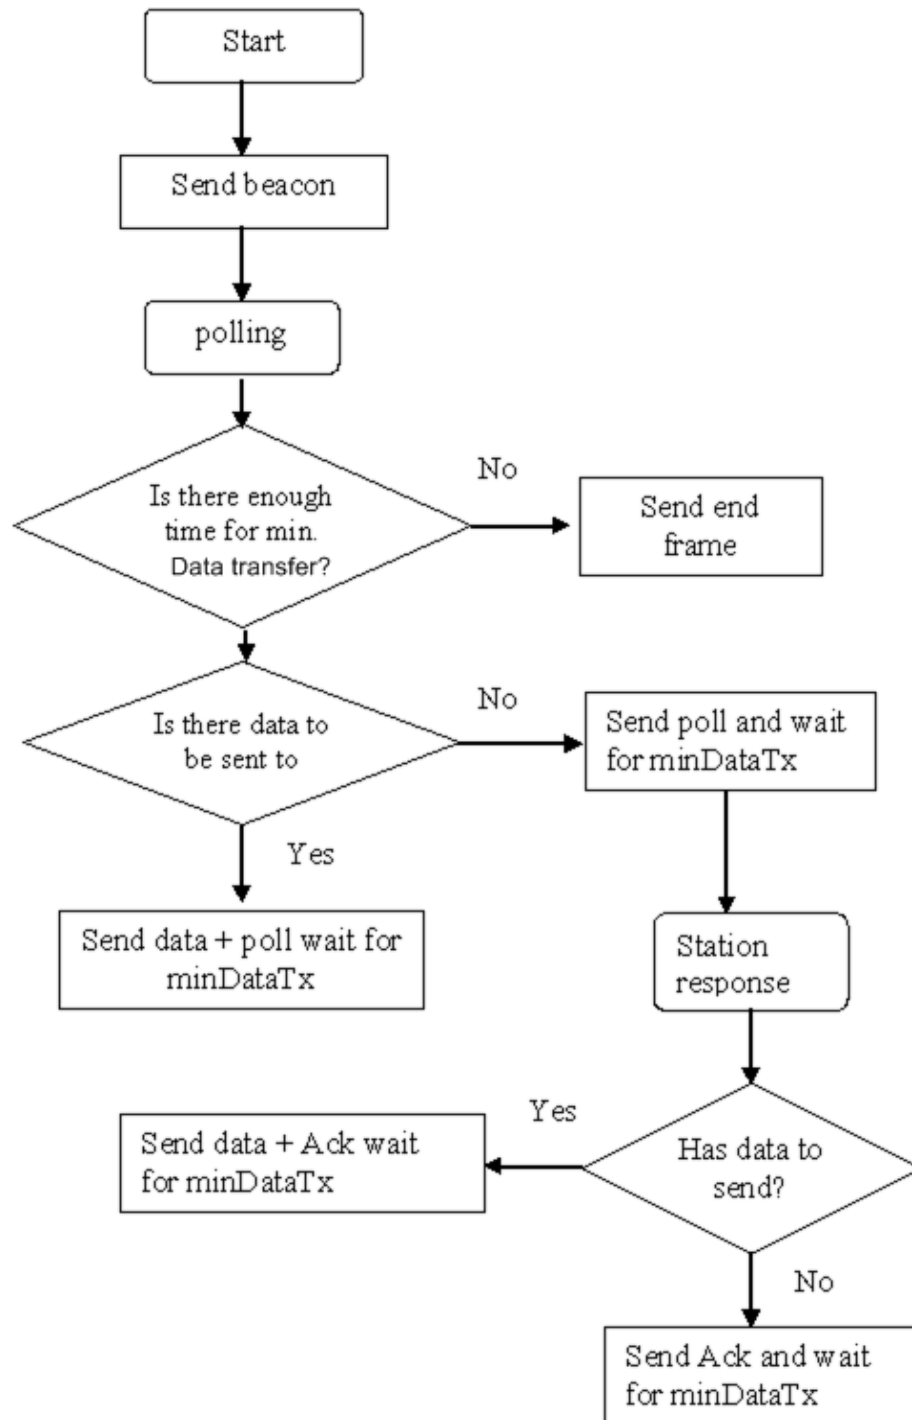 Start
Send beacon
polling
Is there enough
time for min.
Data transfer?
No
Send end
frame
Is there data to
be sent to
No
Send poll and wait
for minDataTx
Yes
Send data + poll wait for
minDataTx
Station
response
Has data to
send?
Yes
Send data + Ack wait
for minDataTx
No
Send Ack and wait
for minDataTx